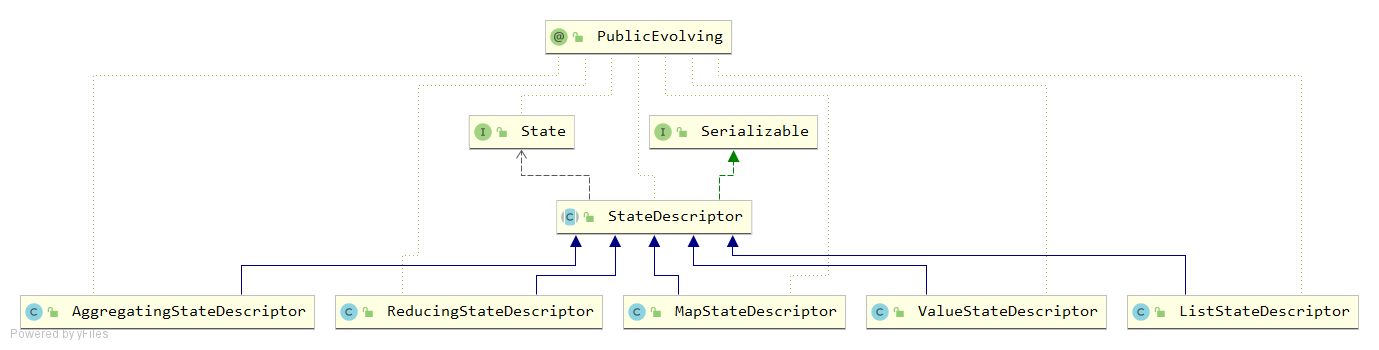 @ PublicEvolving
I State
I Serializable
C StateDescriptor
C AggregatingStateDescriptor
C ReducingStateDescriptor
C MapStateDescriptor
C ValueStateDescriptor
C ListStateDescriptor
Powered by yFiles